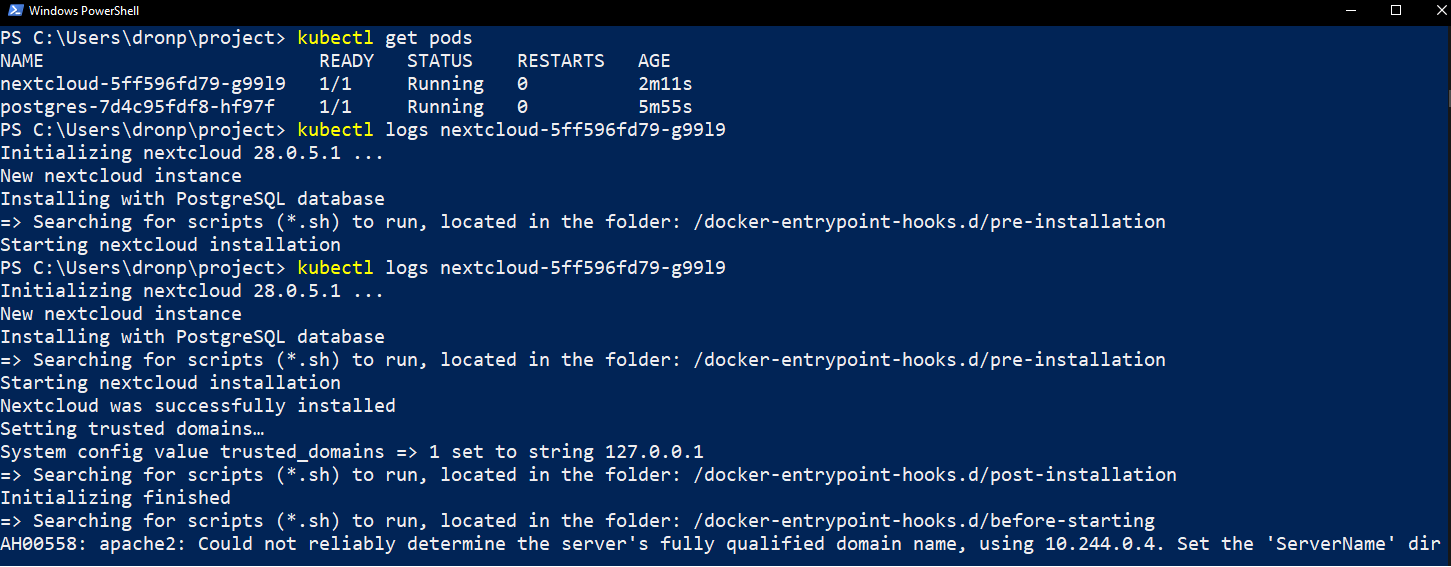 Windows PowerShell
PS C:\Users\dronp\project> kubectl get pods
NAME                         READY   STATUS    RESTARTS   AGE
nextcloud-5ff596fd79-g99l9   1/1     Running   0          2m11s
postgres-7d4c95fdf8-hf97f    1/1     Running   0          5m55s
PS C:\Users\dronp\project> kubectl logs nextcloud-5ff596fd79-g99l9
Initializing nextcloud 28.0.5.1 ...
New nextcloud instance
Installing with PostgreSQL database
=> Searching for scripts (*.sh) to run, located in the folder: /docker-entrypoint-hooks.d/pre-installation
Starting nextcloud installation
PS C:\Users\dronp\project> kubectl logs nextcloud-5ff596fd79-g99l9
Initializing nextcloud 28.0.5.1 ...
New nextcloud instance
Installing with PostgreSQL database
=> Searching for scripts (*.sh) to run, located in the folder: /docker-entrypoint-hooks.d/pre-installation
Starting nextcloud installation
Nextcloud was successfully installed
Setting trusted domains…
System config value trusted_domains => 1 set to string 127.0.0.1
=> Searching for scripts (*.sh) to run, located in the folder: /docker-entrypoint-hooks.d/post-installation
Initializing finished
=> Searching for scripts (*.sh) to run, located in the folder: /docker-entrypoint-hooks.d/before-starting
AH00558: apache2: Could not reliably determine the server's fully qualified domain name, using 10.244.0.4. Set the 'ServerName' dir